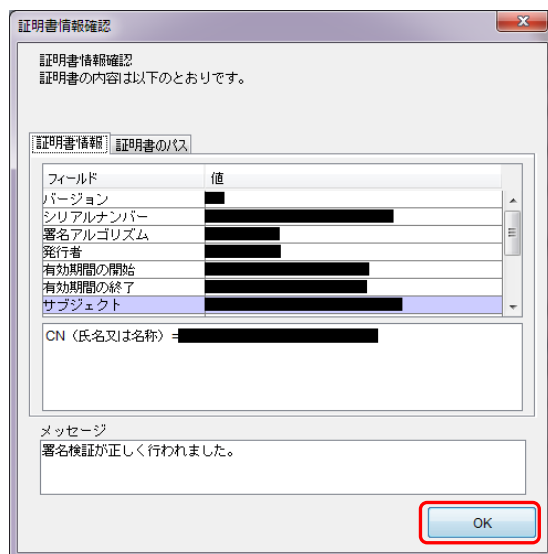 証明書情報確認
証明書情報確認
証明書の内容は以下のとおりです。
証明書情報 証明書のパス
フィールド 値
バージョン
シリアルナンバー
署名アルゴリズム
発行者
有効期間の開始
有効期間の終了
サブジェクト
CN（氏名又は名称）=
メッセージ
署名検証が正しく行われました。
OK